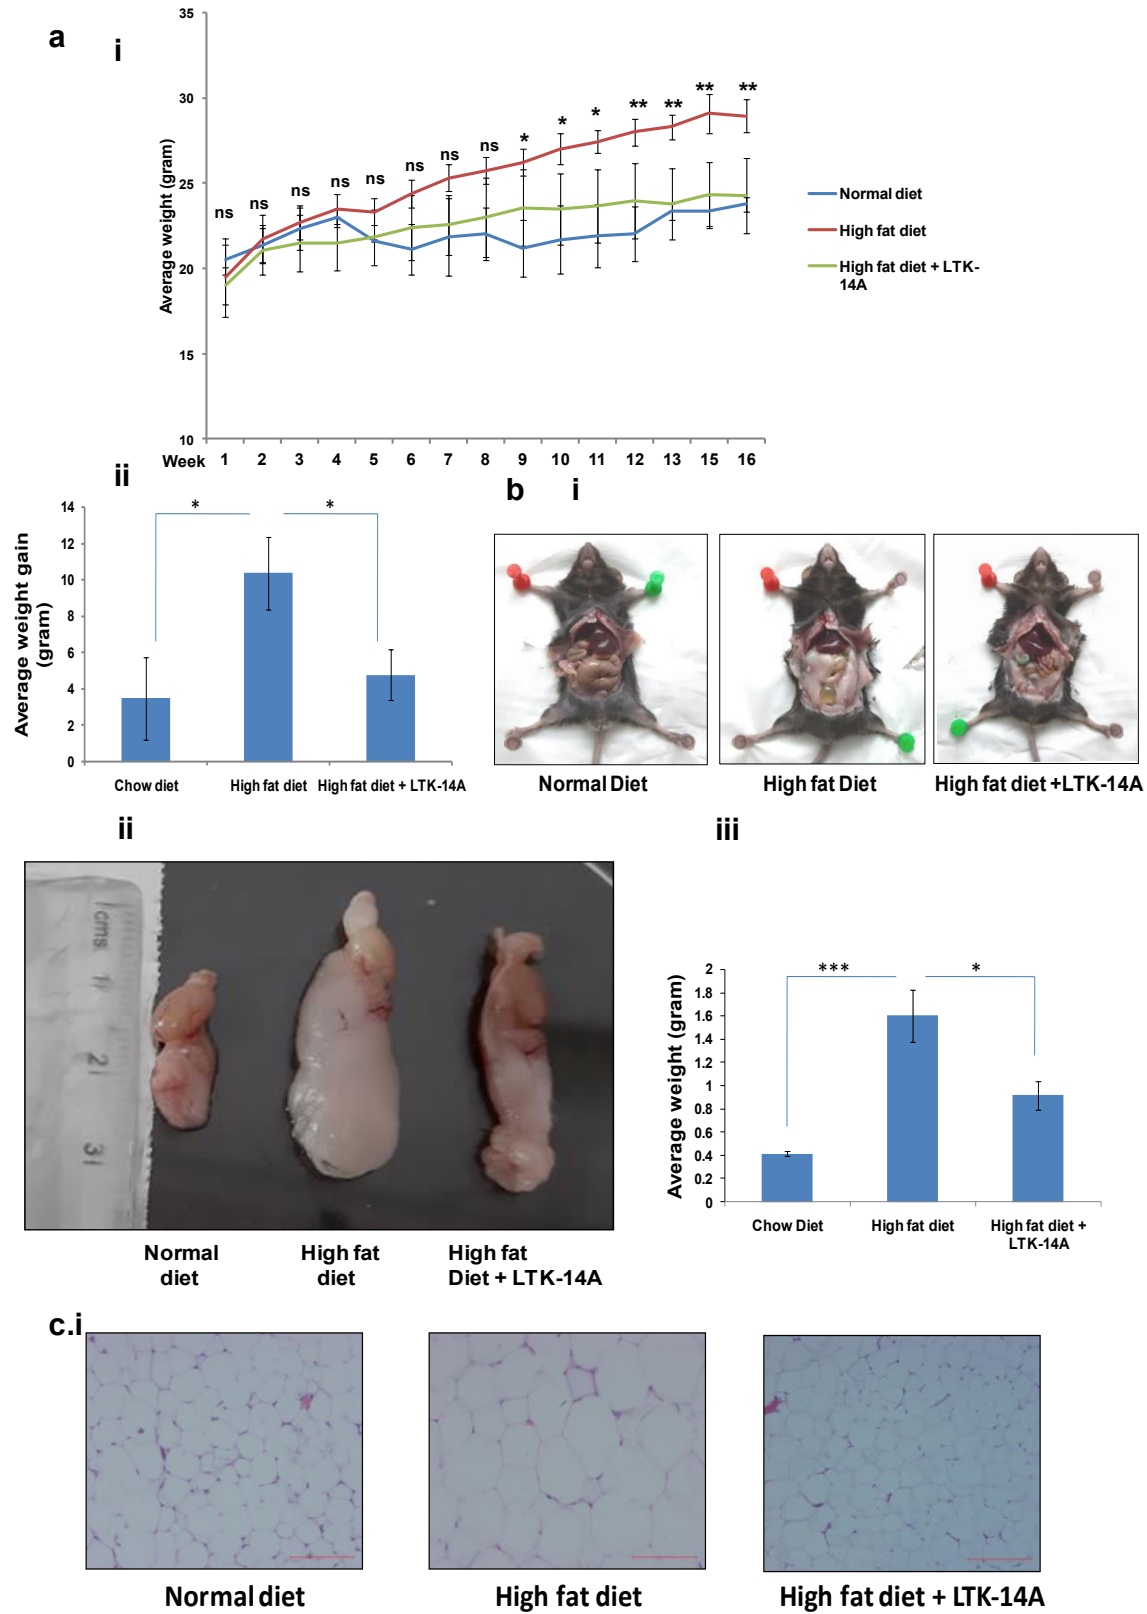 a
i
35
30
25
20
15
10
Average weight (gram)
ns
ns
ns
ns
ns
ns
ns
ns
*
*
*
**
**
**
**
Normal diet
High fat diet
High fat diet + LTK-
14A
Week 1 2 3 4 5 6 7 8 9 10 11 12 13 15 16
ii
14
12
10
8
6
4
2
0
Average weight gain
(gram)
*
*
Chow diet
High fat diet
High fat diet + LTK-14A
b
i
Normal Diet
High fat Diet
High fat diet +LTK-14A
ii
cms
1
2
3
Normal
diet
High fat
diet
High fat
Diet + LTK-14A
iii
2
1.8
1.6
1.4
1.2
1
0.8
0.6
0.4
0.2
0
Average weight (gram)
***
*
Chow Diet
High fat diet
High fat diet +
LTK-14A
c.i
Normal diet
High fat diet
High fat diet + LTK-14A